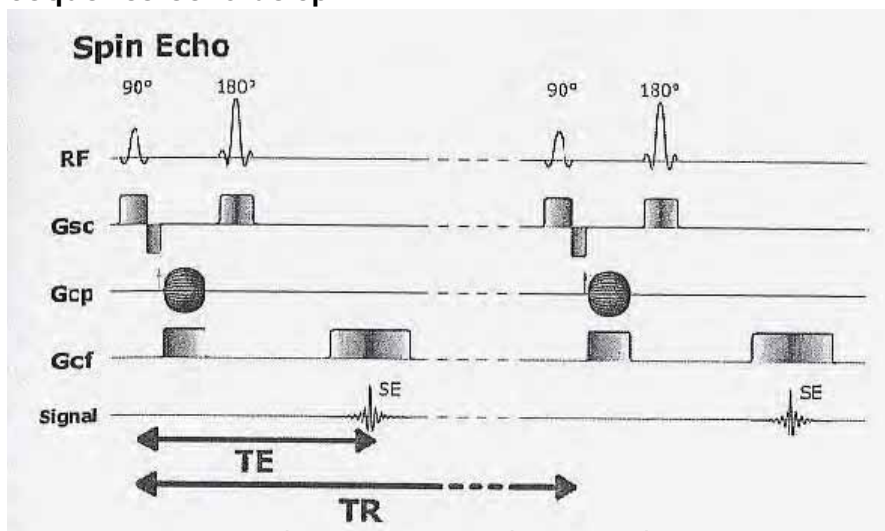 Spin Echo
90° 180° 90° 180°
RF
Gsc
Gcp
Gcf
SE SE
Signal
TE
TR